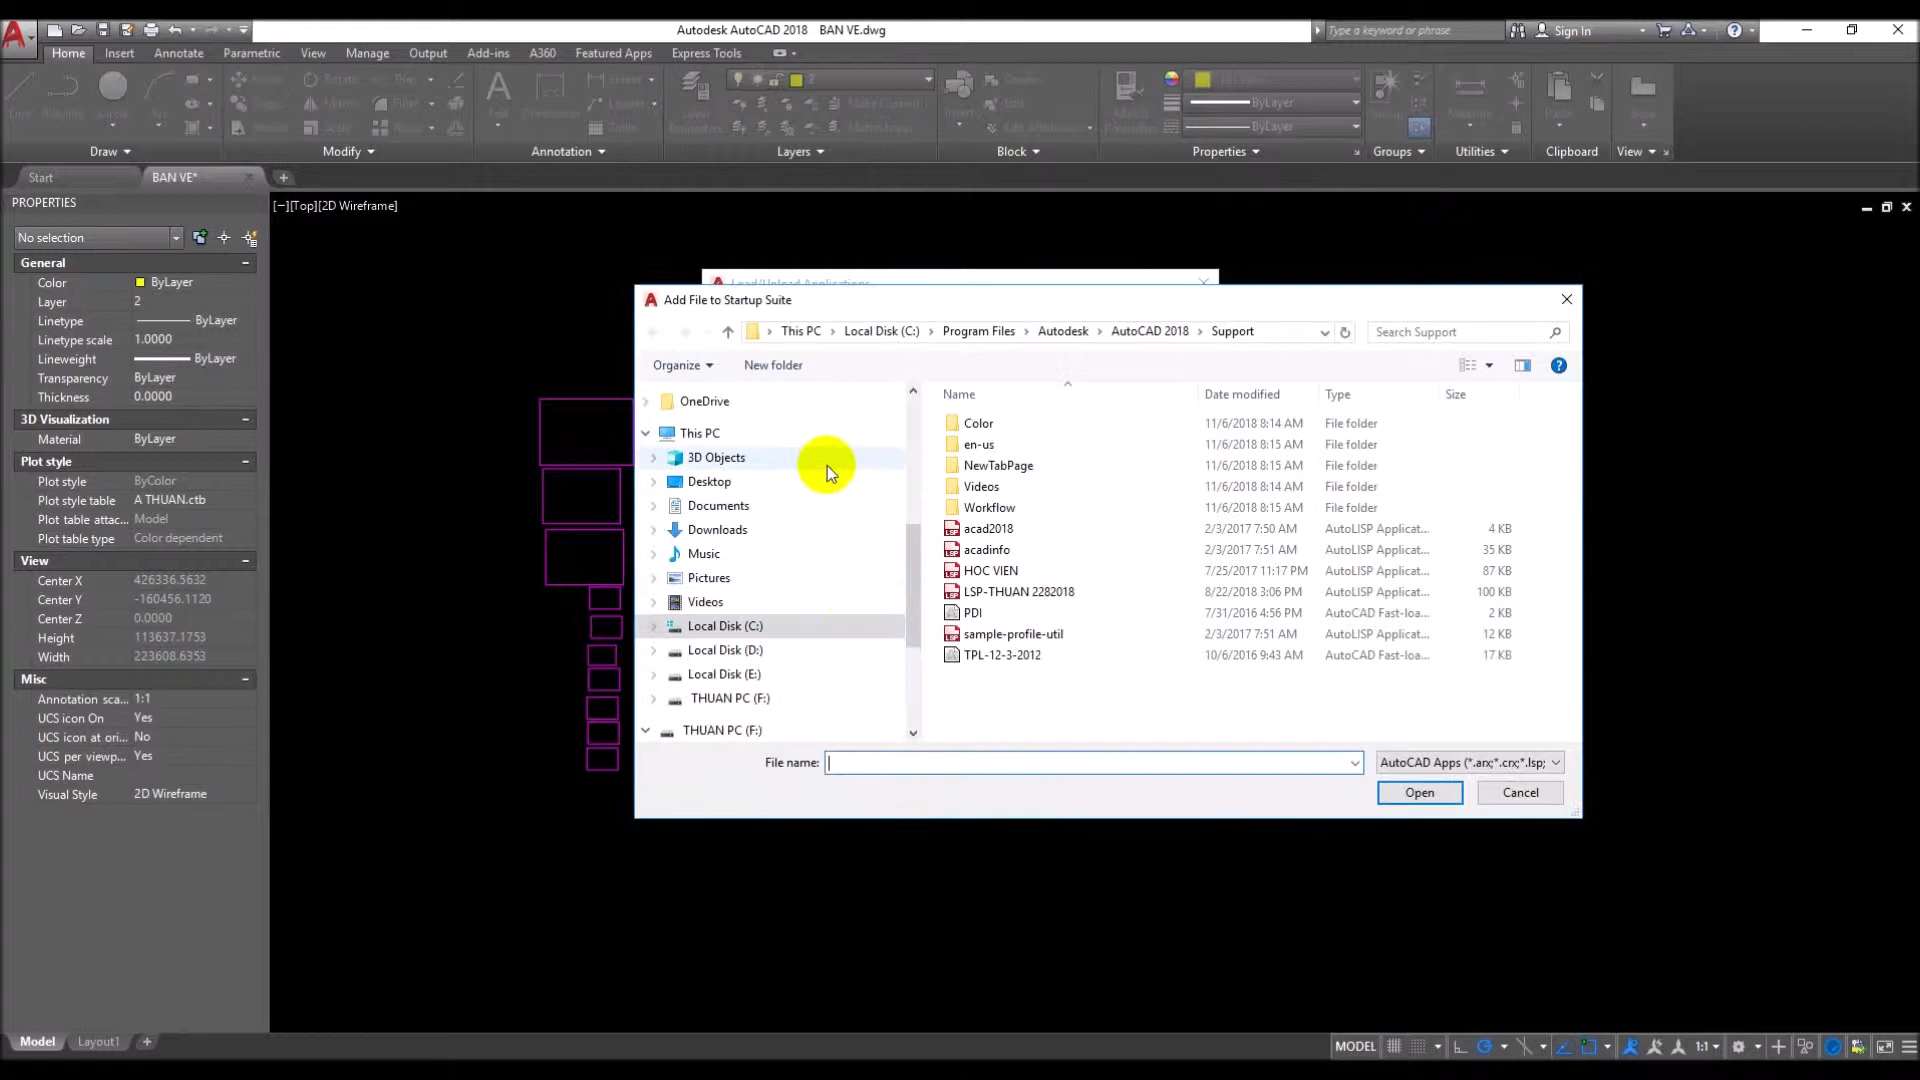 Autodesk AutoCAD 2018 BAN VE.dwg
Type a keyword or phrase
Sign In
Home Insert Annotate Parametric View Manage Output Add-ins A360 Featured Apps Express Tools
ByLayer
ByLayer
Draw Modify Annotation Layers Block Properties Groups Utilities Clipboard View
Start BAN VE*
PROPERTIES
[−][Top][2D Wireframe]
No selection
General
Color ByLayer
Layer 2
Linetype ByLayer
Linetype scale 1.0000
Lineweight ByLayer
Transparency ByLayer
Thickness 0.0000
3D Visualization
Material ByLayer
Plot style
Plot style ByColor
Plot style table A THUAN.ctb
Plot table attac... Model
Plot table type Color dependent
View
Center X 426336.5632
Center Y -160456.1120
Center Z 0.0000
Height 113637.1753
Width 223608.6353
Misc
Annotation sca... 1:1
UCS icon On Yes
UCS icon at ori... No
UCS per viewp... Yes
UCS Name
Visual Style 2D Wireframe
Load/Unload Applications
Add File to Startup Suite
This PC > Local Disk (C:) > Program Files > Autodesk > AutoCAD 2018 > Support
Search Support
Organize New folder
OneDrive
This PC
3D Objects
Desktop
Documents
Downloads
Music
Pictures
Videos
Local Disk (C:)
Local Disk (D:)
Local Disk (E:)
THUAN PC (F:)
THUAN PC (F:)
Name Date modified Type Size
Color 11/6/2018 8:14 AM File folder
en-us 11/6/2018 8:15 AM File folder
NewTabPage 11/6/2018 8:15 AM File folder
Videos 11/6/2018 8:14 AM File folder
Workflow 11/6/2018 8:15 AM File folder
acad2018 2/3/2017 7:50 AM AutoLISP Applicat... 4 KB
acadinfo 2/3/2017 7:51 AM AutoLISP Applicat... 35 KB
HOC VIEN 7/25/2017 11:17 PM AutoLISP Applicat... 87 KB
LSP-THUAN 2282018 8/22/2018 3:06 PM AutoLISP Applicat... 100 KB
PDI 7/31/2016 4:56 PM AutoCAD Fast-loa... 2 KB
sample-profile-util 2/3/2017 7:51 AM AutoLISP Applicat... 12 KB
TPL-12-3-2012 10/6/2016 9:43 AM AutoCAD Fast-loa... 17 KB
File name: AutoCAD Apps (*.arx;*.crx;*.lsp;
Open Cancel
Model Layout1 +
MODEL 1:1